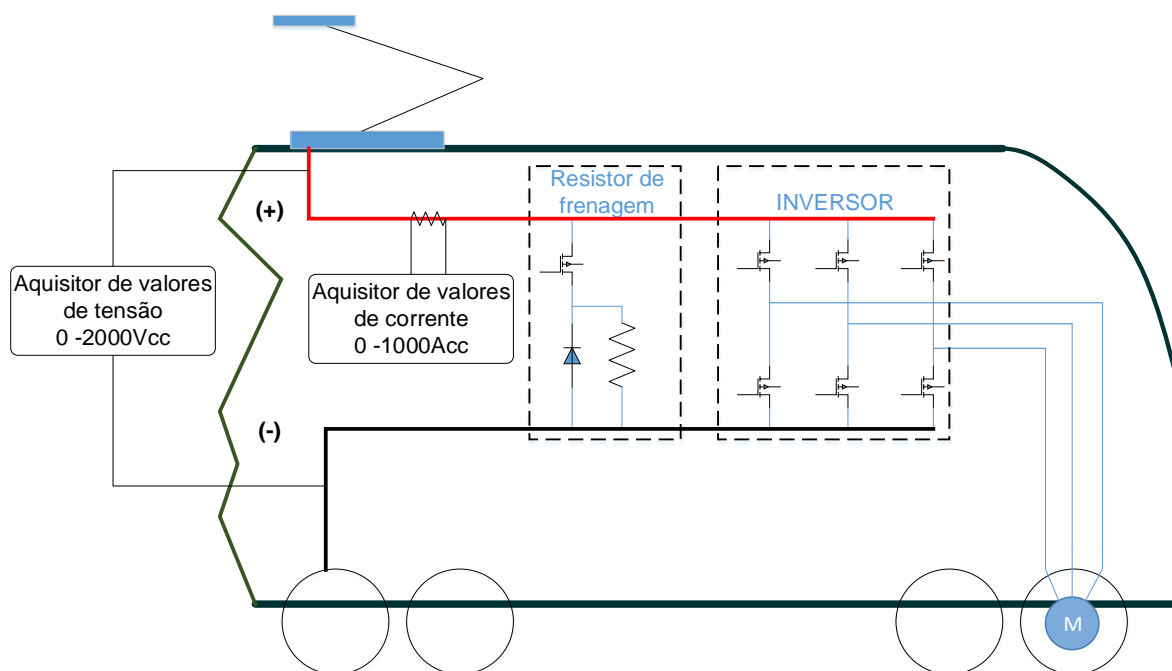 Resistor de
frenagem
INVERSOR
(+)
Aquisitor de valores
de tensão
0 -2000Vcc
Aquisitor de valores
de corrente
0 -1000Acc
(-)
M